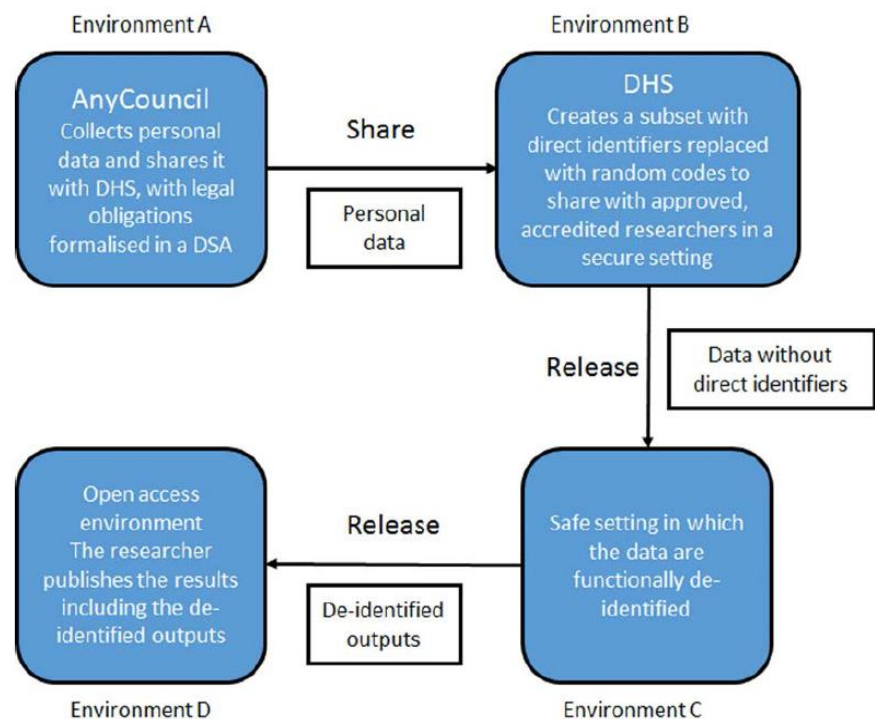 Environment A
AnyCouncil
Collects personal
data and shares it
with DHS, with legal
obligations
formalised in a DSA
Share
Personal
data
Environment B
DHS
Creates a subset with
direct identifiers replaced
with random codes to
share with approved,
accredited researchers in a
secure setting
Release
Data without
direct identifiers
Safe setting in which
the data are
functionally de-
identified
Environment C
Release
De-identified
outputs
Open access
environment
The researcher
publishes the results
including the de-
identified outputs
Environment D